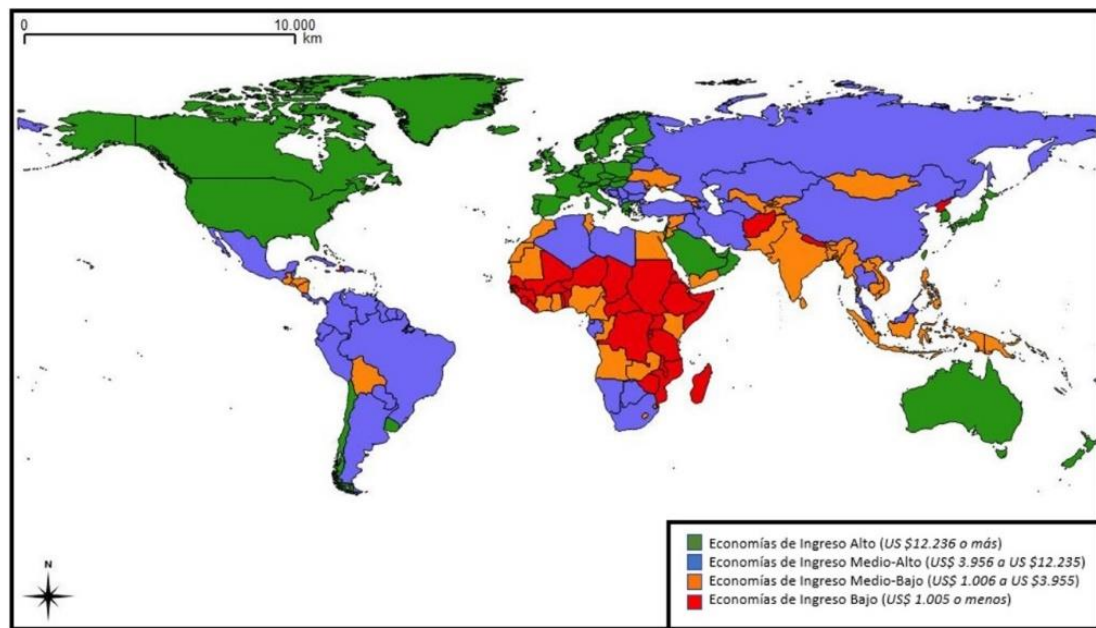 0 10.000
km
N
Economías de Ingreso Alto (US $12.236 o más)
Economías de Ingreso Medio-Alto (US$ 3.956 a US $12.235)
Economías de Ingreso Medio-Bajo (US$ 1.006 a US $3.955)
Economías de Ingreso Bajo (US$ 1.005 o menos)